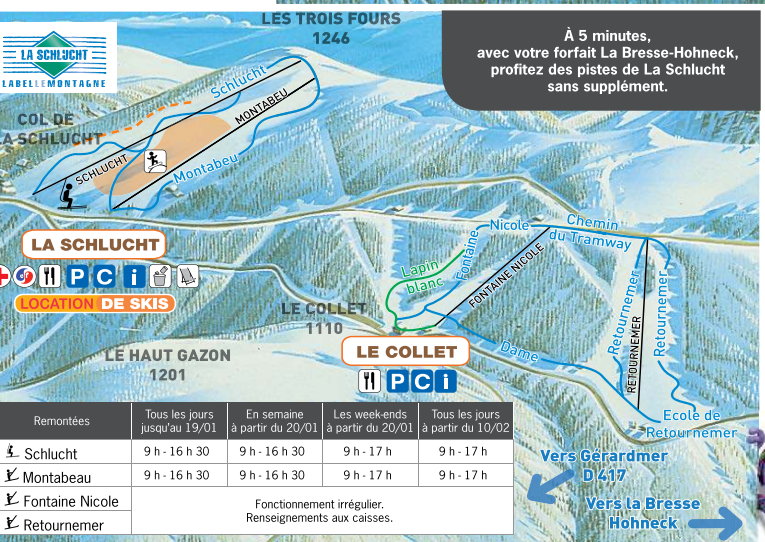 LES TROIS FOURS
1246
À 5 minutes,
avec votre forfait La Bresse-Hohneck,
profitez des pistes de La Schlucht
sans supplément.
LA SCHLUCHT
LABELLEMONTAGNE
Schlucht
MONTABEU
COL DE
LA SCHLUCHT
SCHLUCHT
Montabeu
LA SCHLUCHT
P C i
LOCATION DE SKIS
Nicole
Chemin
du Tramway
Fontaine
Lapin
blanc
FONTAINE NICOLE
Retournemer
RETOURNEMER
Retournemer
LE COLLET
1110
LE HAUT GAZON
1201
LE COLLET
P C i
Dame
Ecole de
Retournemer
Remontées
Tous les jours
jusqu'au 19/01
En semaine
à partir du 20/01
Les week-ends
à partir du 20/01
Tous les jours
à partir du 10/02
Schlucht 9 h - 16 h 30 9 h - 16 h 30 9 h - 17 h 9 h - 17 h
Montabeau 9 h - 16 h 30 9 h - 16 h 30 9 h - 17 h 9 h - 17 h
Fontaine Nicole
Retournemer
Fonctionnement irrégulier.
Renseignements aux caisses.
Vers Gérardmer
D 417
Vers la Bresse
Hohneck